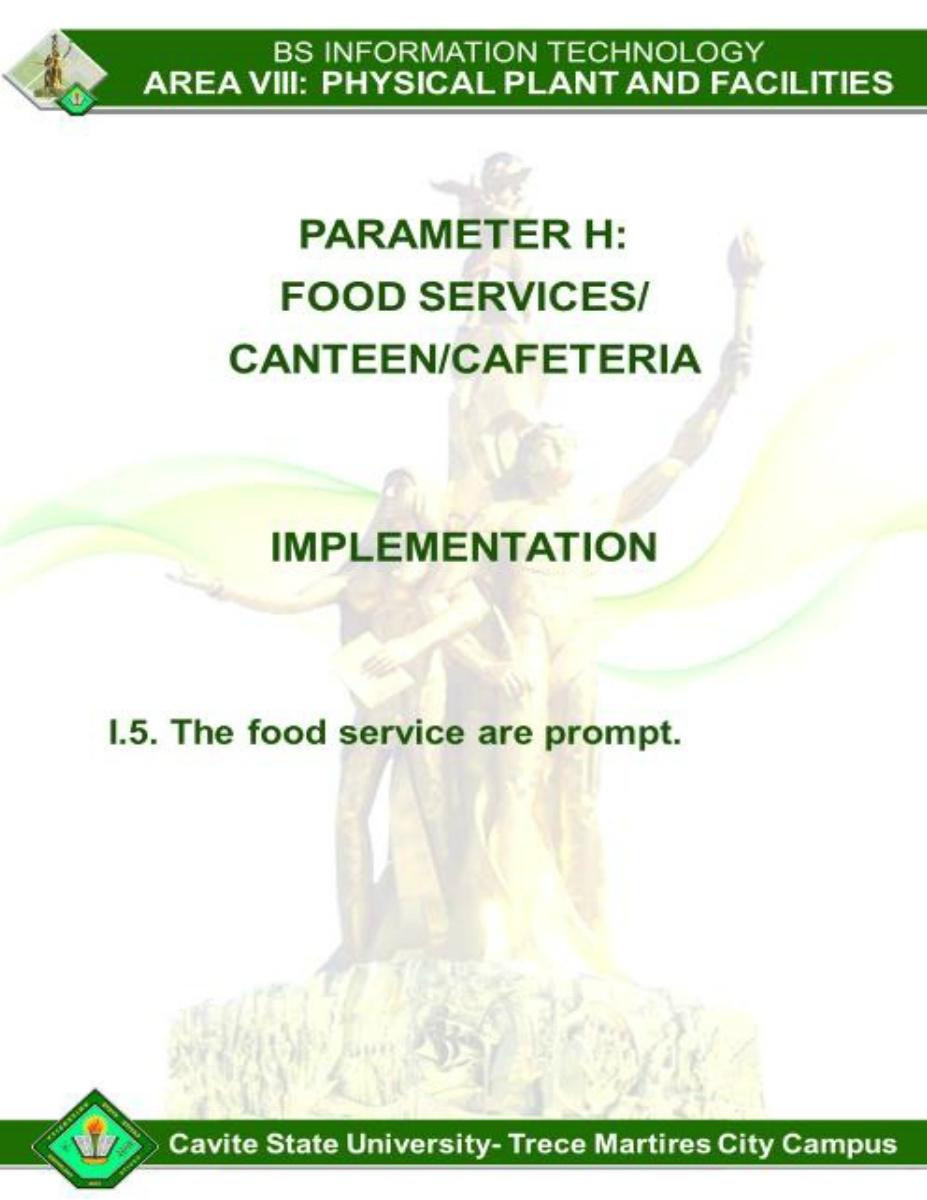 BS INFORMATION TECHNOLOGY
AREA VIII: PHYSICAL PLANT AND FACILITIES
PARAMETER H:
FOOD SERVICES/
CANTEEN/CAFETERIA
IMPLEMENTATION
I.5. The food service are prompt.
Cavite State University- Trece Martires City Campus